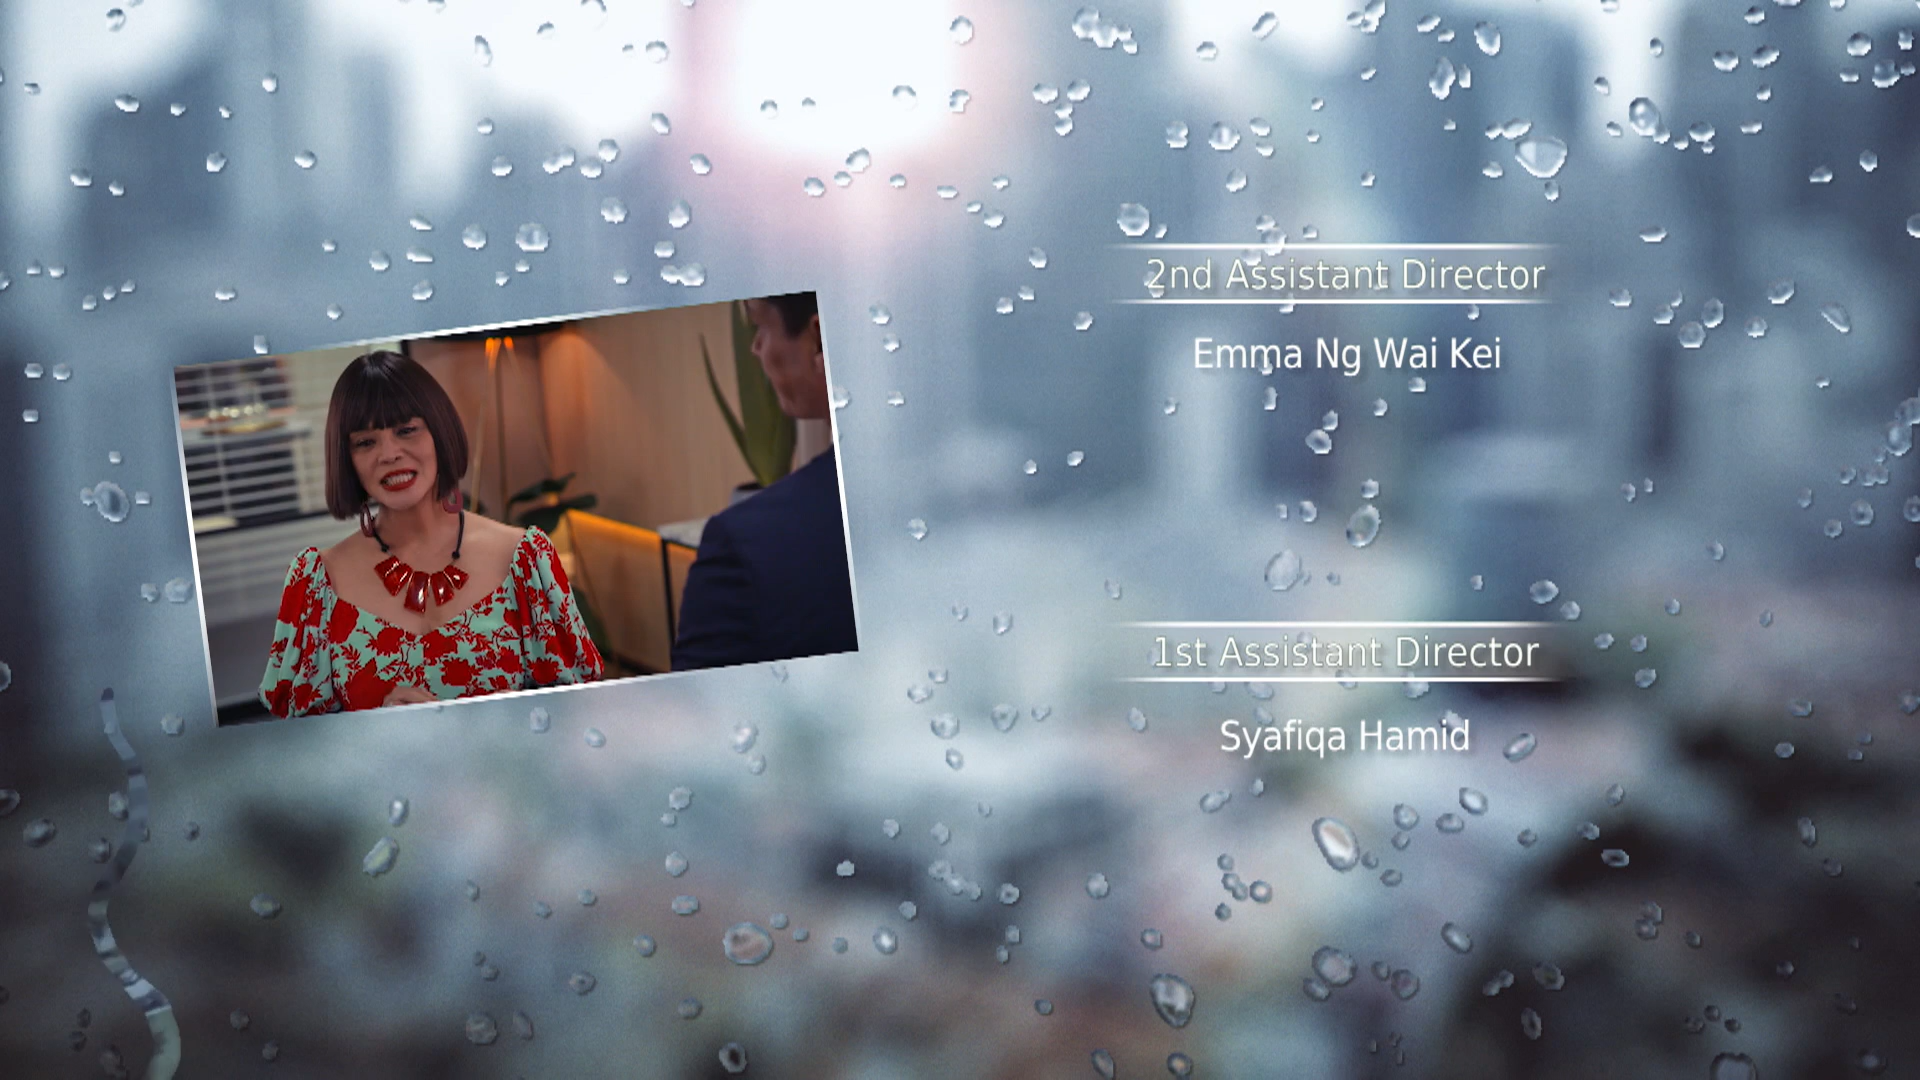 2nd Assistant Director
Emma Ng Wai Kei
1st Assistant Director
Syafiqa Hamid